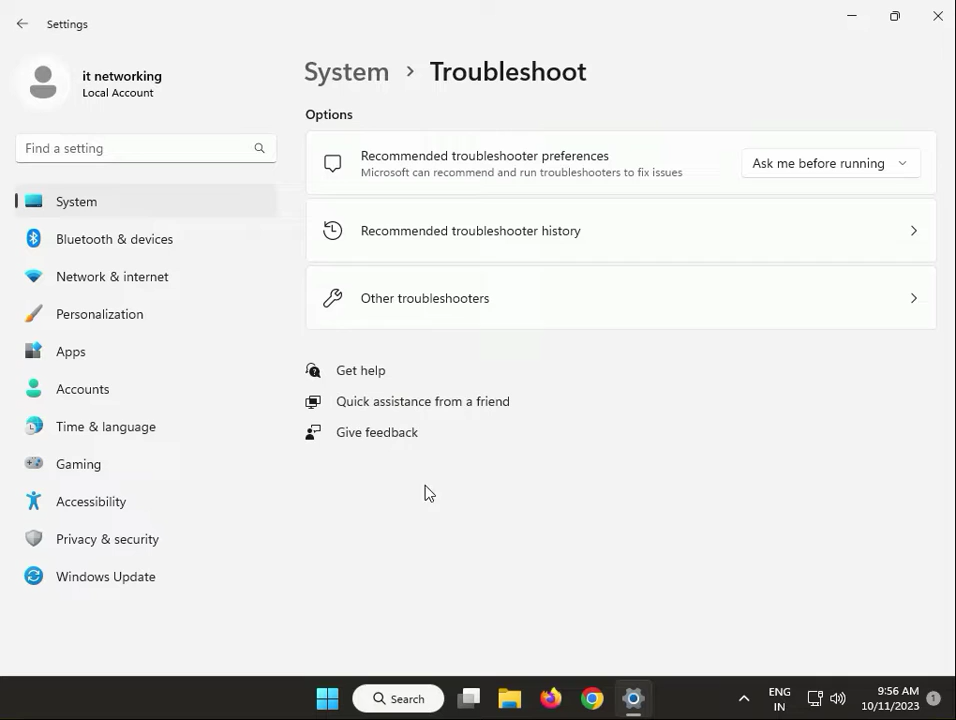 Settings
it networking
Local Account
Find a setting
System
Bluetooth & devices
Network & internet
Personalization
Apps
Accounts
Time & language
Gaming
Accessibility
Privacy & security
Windows Update
System > Troubleshoot
Options
Recommended troubleshooter preferences
Microsoft can recommend and run troubleshooters to fix issues
Ask me before running
Recommended troubleshooter history
Other troubleshooters
Get help
Quick assistance from a friend
Give feedback
Search
ENG
IN
9:56 AM
10/11/2023
1